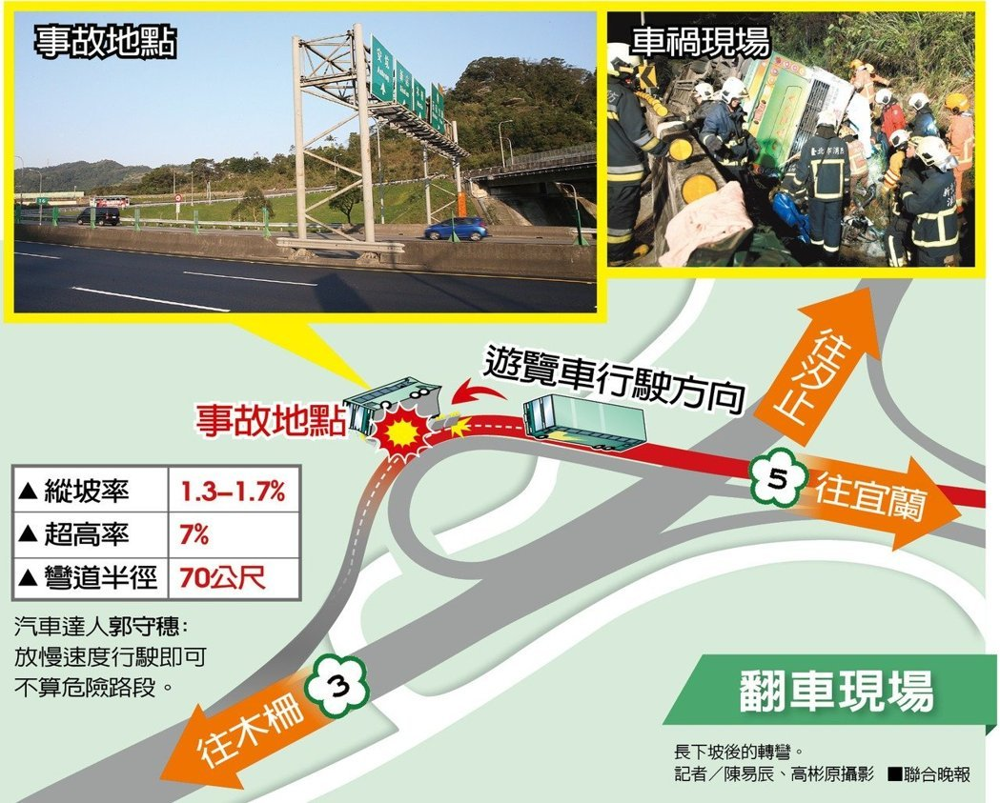 事故地點
車禍現場
臺北市消
往汐止
遊覽車行駛方向
事故地點
5
往宜蘭
▲ 縱坡率 1.3–1.7%
▲ 超高率 7%
▲ 彎道半徑 70公尺
汽車達人郭守穗：
放慢速度行駛即可
不算危險路段。
3
往木柵
翻車現場
長下坡後的轉彎。
記者／陳易辰、高彬原攝影 ■聯合晚報